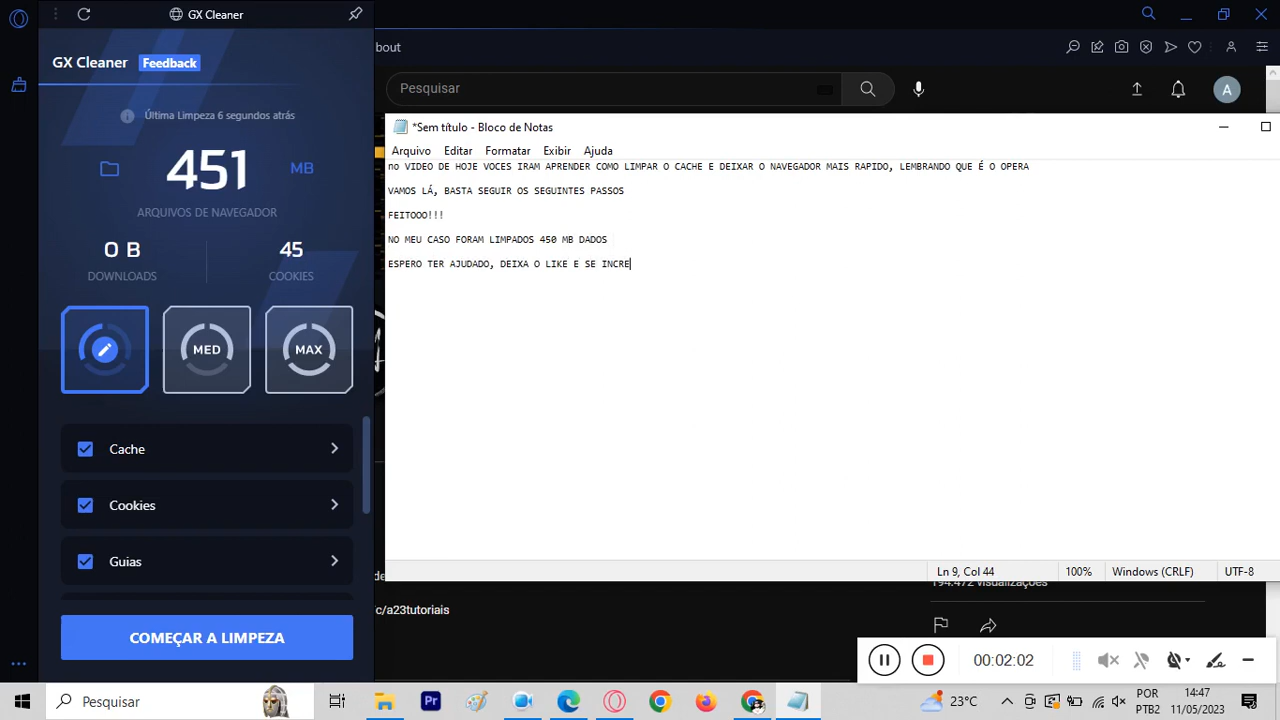 GX Cleaner
GX Cleaner Feedback
Última Limpeza 6 segundos atrás
451 MB
ARQUIVOS DE NAVEGADOR
0 B
DOWNLOADS
45
COOKIES
MED
MAX
Cache
Cookies
Guias
COMEÇAR A LIMPEZA
bout
Pesquisar
A
*Sem título - Bloco de Notas
Arquivo Editar Formatar Exibir Ajuda
no VIDEO DE HOJE VOCES IRAM APRENDER COMO LIMPAR O CACHE E DEIXAR O NAVEGADOR MAIS RAPIDO, LEMBRANDO QUE É O OPERA
VAMOS LÁ, BASTA SEGUIR OS SEGUINTES PASSOS
FEITOOO!!!
NO MEU CASO FORAM LIMPADOS 450 MB DADOS
ESPERO TER AJUDADO, DEIXA O LIKE E SE INCRE
Ln 9, Col 44 100% Windows (CRLF) UTF-8
194.472 visualizações
/c/a23tutoriais
00:02:02
Pesquisar
Pr
23°C
POR
PTB2
14:47
11/05/2023